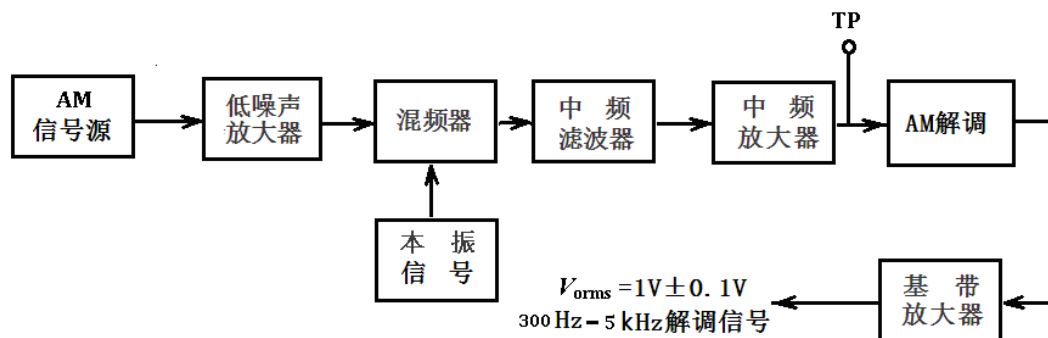 TP
AM
信号源
低噪声
放大器
混频器
中 频
滤波器
中 频
放大器
AM解调
本 振
信 号
Vorms =1V±0.1V
300 Hz-5 kHz解调信号
基 带
放大器